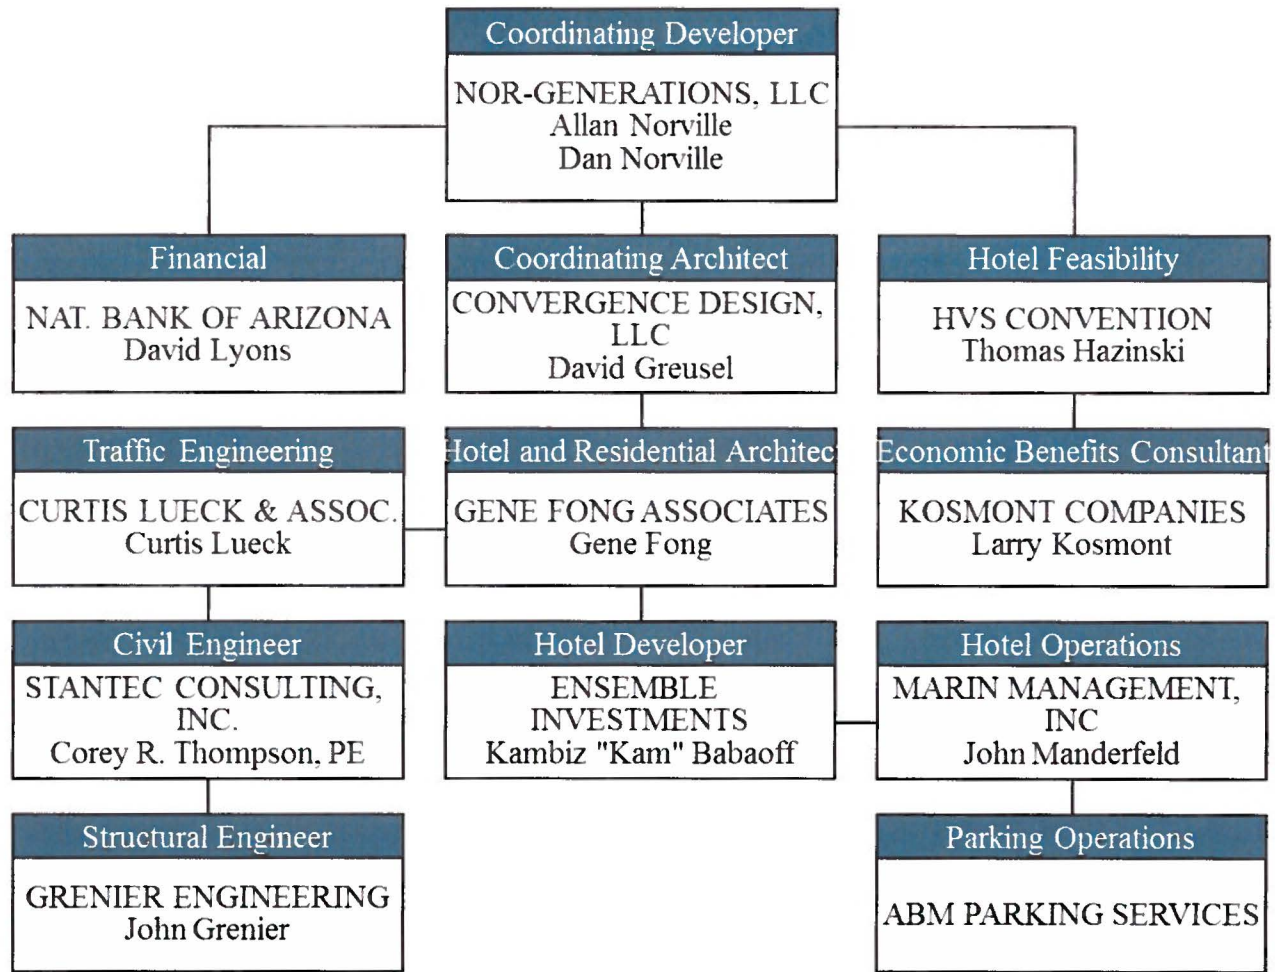 Coordinating Developer
NOR-GENERATIONS, LLC
Allan Norville
Dan Norville
Financial
NAT. BANK OF ARIZONA
David Lyons
Coordinating Architect
CONVERGENCE DESIGN,
LLC
David Greusel
Hotel Feasibility
HVS CONVENTION
Thomas Hazinski
Traffic Engineering
CURTIS LUECK & ASSOC.
Curtis Lueck
Hotel and Residential Architec
GENE FONG ASSOCIATES
Gene Fong
Economic Benefits Consultant
KOSMONT COMPANIES
Larry Kosmont
Civil Engineer
STANTEC CONSULTING,
INC.
Corey R. Thompson, PE
Hotel Developer
ENSEMBLE
INVESTMENTS
Kambiz "Kam" Babaoff
Hotel Operations
MARIN MANAGEMENT,
INC
John Manderfeld
Structural Engineer
GRENIER ENGINEERING
John Grenier
Parking Operations
ABM PARKING SERVICES